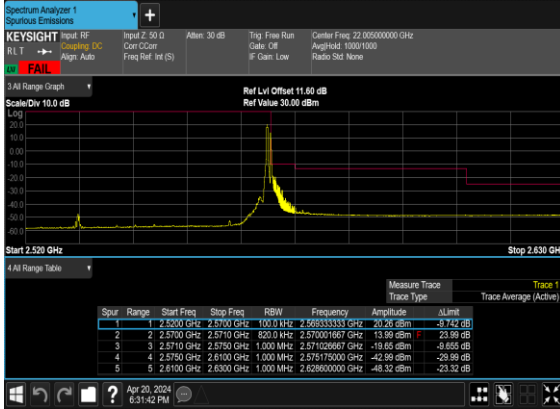 Spectrum Analyzer 1
Spurious Emissions
+
KEYSIGHT Input: RF Input Z: 50 Ω Atten: 30 dB Trig: Free Run Center Freq: 22.005000000 GHz
RLT Coupling: DC Corr CCorr Gate: Off Avg|Hold: 1000/1000
Align: Auto Freq Ref: Int (S) IF Gain: Low Radio Std: None
FAIL
3 All Range Graph
Ref Lvl Offset 11.60 dB
Scale/Div 10.0 dB Ref Value 30.00 dBm
Log
20.0
10.0
0.00
-10.0
-20.0
-30.0
-40.0
-50.0
-60.0
Start 2.520 GHz Stop 2.630 GH
4 All Range Table
Measure Trace Trace 1
Trace Type Trace Average (Active)
Spur Range Start Freq Stop Freq RBW Frequency Amplitude ΔLimit
1 1 2.5200 GHz 2.5700 GHz 100.0 kHz 2.569333333 GHz 20.26 dBm -9.742 dB
2 2 2.5700 GHz 2.5710 GHz 820.0 kHz 2.570001667 GHz 13.99 dBm F 23.99 dB
3 3 2.5710 GHz 2.5750 GHz 1.000 MHz 2.571026667 GHz -19.65 dBm -9.655 dB
4 4 2.5750 GHz 2.6100 GHz 1.000 MHz 2.575175000 GHz -42.99 dBm -29.99 dB
5 5 2.6100 GHz 2.6300 GHz 1.000 MHz 2.628600000 GHz -48.32 dBm -23.32 dB
? Apr 20, 2024
6:31:42 PM